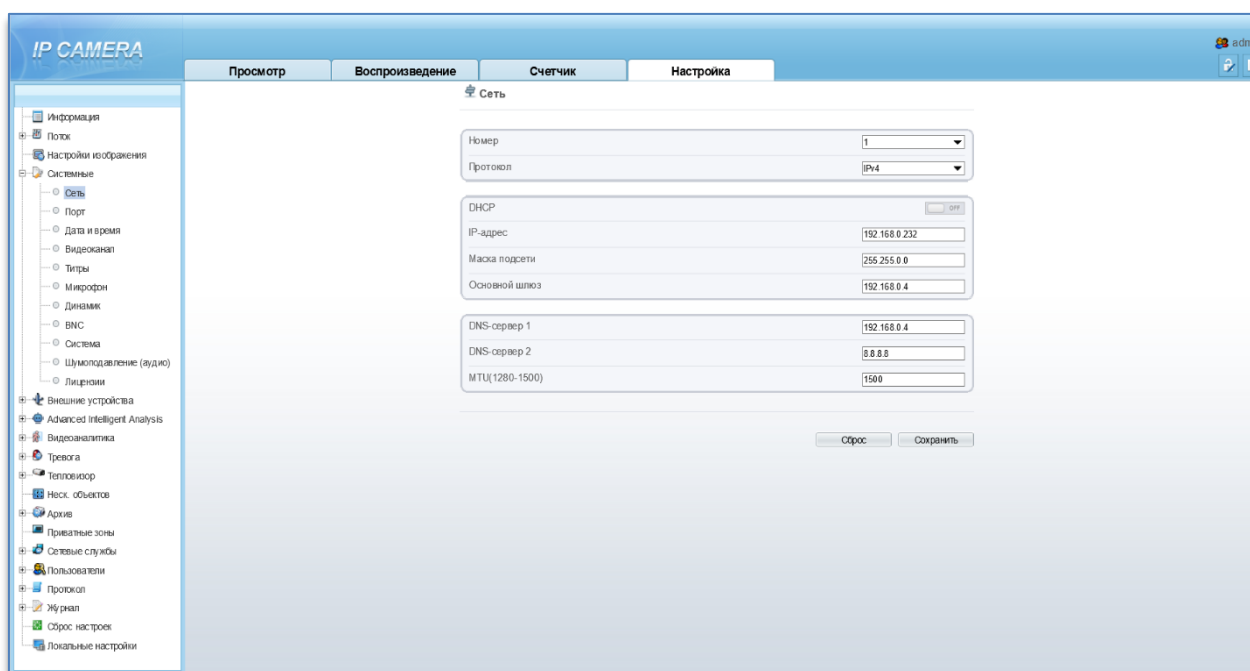 IP CAMERA
adm
Просмотр
Воспроизведение
Счетчик
Настройка
Информация
Поток
Настройки изображения
Системные
Сеть
Порт
Дата и время
Видеоканал
Титры
Микрофон
Динамик
BNC
Система
Шумоподавление (аудио)
Лицензии
Внешние устройства
Advanced Intelligent Analysis
Видеоаналитика
Тревога
Тепловизор
Неск. объектов
Архив
Приватные зоны
Сетевые службы
Пользователи
Протокол
Журнал
Сброс настроек
Локальные настройки
Сеть
Номер 1
Протокол IPv4
DHCP OFF
IP-адрес 192.168.0.232
Маска подсети 255.255.0.0
Основной шлюз 192.168.0.4
DNS-сервер 1 192.168.0.4
DNS-сервер 2 8.8.8.8
MTU(1280-1500) 1500
Сброс
Сохранить